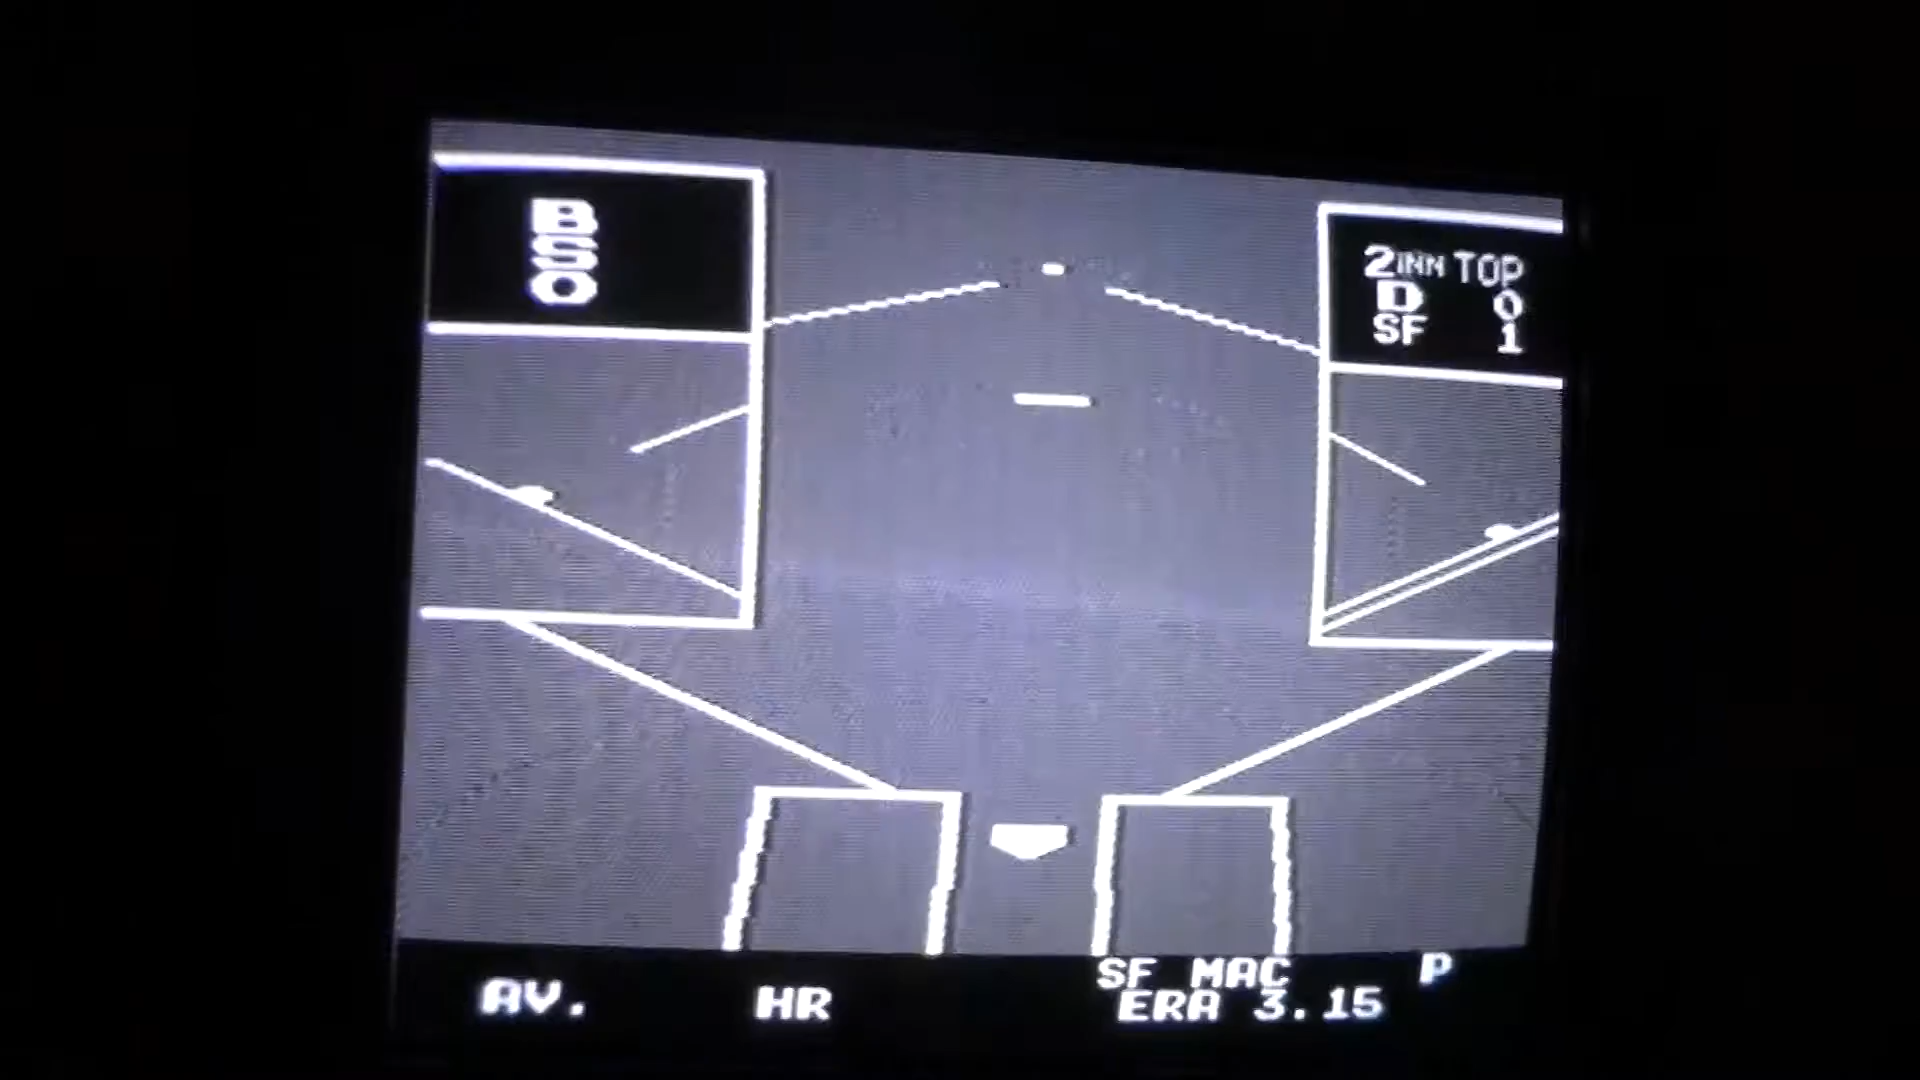 B
S
O
2INN TOP
D 0
SF 1
AV. HR
SF MAC P
ERA 3.15